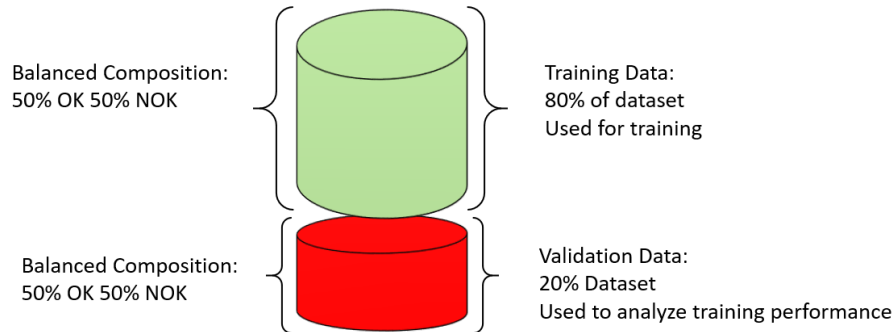 Balanced Composition:
50% OK 50% NOK
Training Data:
80% of dataset
Used for training
Balanced Composition:
50% OK 50% NOK
Validation Data:
20% Dataset
Used to analyze training performance